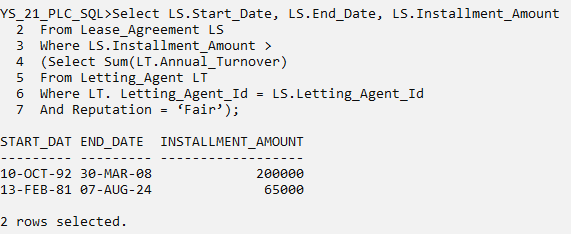 YS_21_PLC_SQL>Select LS.Start_Date, LS.End_Date, LS.Installment_Amount
2 From Lease_Agreement LS
3 Where LS.Installment_Amount >
4 (Select Sum(LT.Annual_Turnover)
5 From Letting_Agent LT
6 Where LT. Letting_Agent_Id = LS.Letting_Agent_Id
7 And Reputation = ‘Fair’);
START_DAT END_DATE INSTALLMENT_AMOUNT
--------- --------- ------------------
10-OCT-92 30-MAR-08 200000
13-FEB-81 07-AUG-24 65000
2 rows selected.